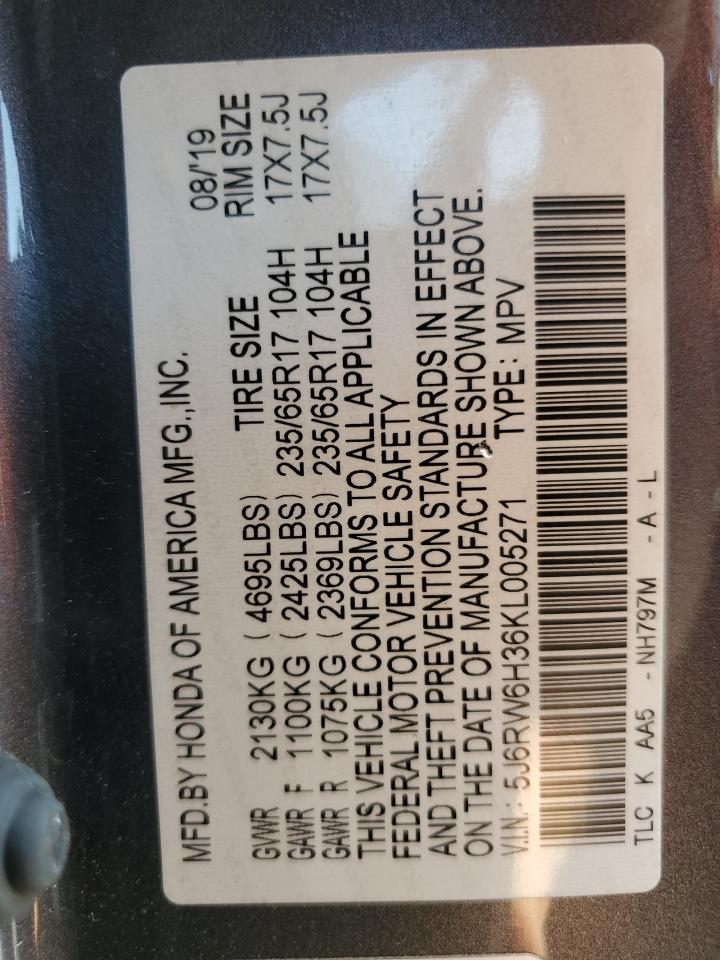 MFD.BY HONDA OF AMERICA MFG.,INC. 08/'19
TIRE SIZE RIM SIZE
GVWR 2130KG ( 4695LBS)
GAWR F 1100KG ( 2425LBS) 235/65R17 104H 17X7.5J
GAWR R 1075KG ( 2369LBS) 235/65R17 104H 17X7.5J
THIS VEHICLE CONFORMS TO ALL APPLICABLE
FEDERAL MOTOR VEHICLE SAFETY
AND THEFT PREVENTION STANDARDS IN EFFECT
ON THE DATE OF MANUFACTURE SHOWN ABOVE.
V.I.N.: 5J6RW6H36KL005271 TYPE: MPV
TLC K AA5 -NH797M -A-L